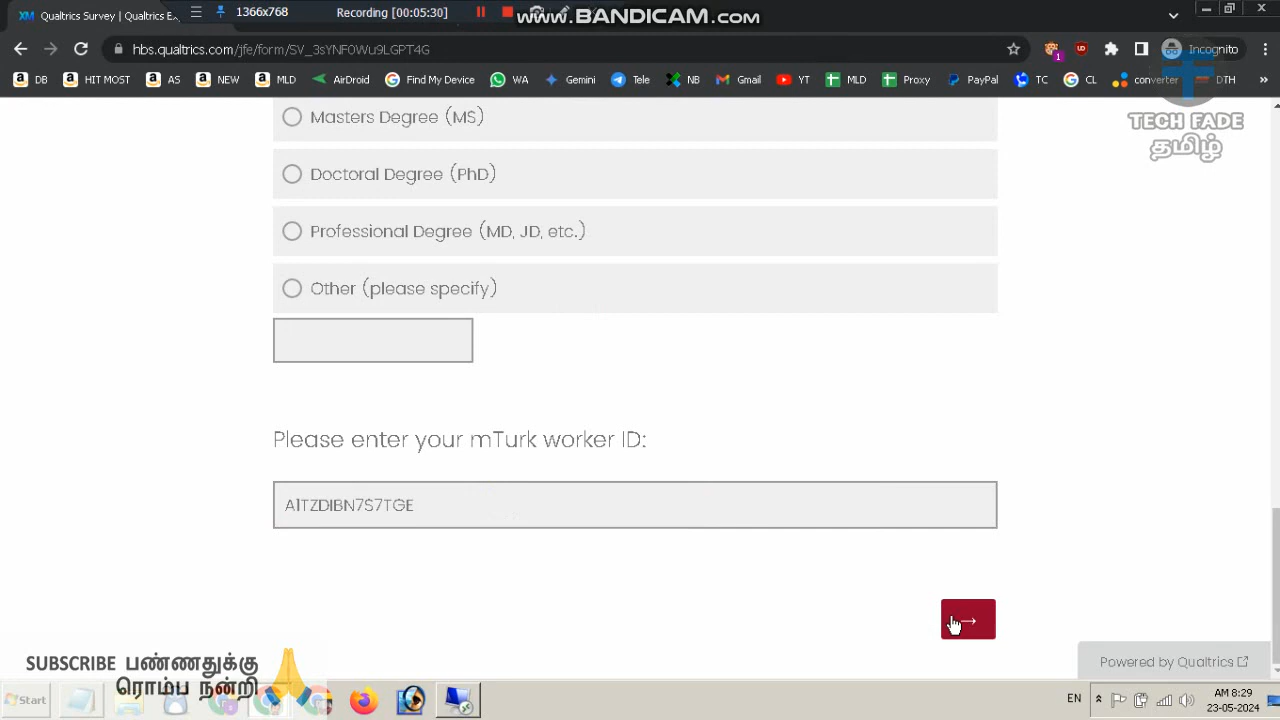 Qualtrics Survey | Qualtrics E
1366x768
Recording [00:05:30]
www.BANDICAM.com
hbs.qualtrics.com/jfe/form/SV_3sYNF0Wu9LGPT4G
Incognito
DB
HIT MOST
AS
NEW
MLD
AirDroid
Find My Device
WA
Gemini
Tele
NB
Gmail
YT
MLD
Proxy
PayPal
TC
CL
converter
DTH
TECH FADE
தமிழ்
Masters Degree (MS)
Doctoral Degree (PhD)
Professional Degree (MD, JD, etc.)
Other (please specify)
Please enter your mTurk worker ID:
A1TZDIBN7S7TGE
→
Powered by Qualtrics
SUBSCRIBE பண்ணதுக்கு
ரொம்ப நன்றி
Start
EN
AM 8:29
23-05-2024